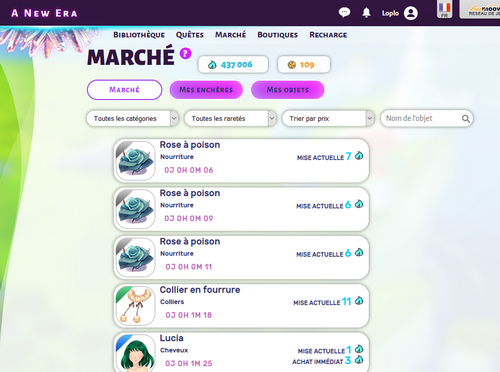 A New Era
Loplo
FR
RESEAU DE JE
Bibliothèque Quêtes Marché Boutiques Recharge
MARCHÉ ?
437 006
109
Marché
Mes enchères
Mes objets
Toutes les catégories
Toutes les raretés
Trier par prix
Nom de l'objet
Rose à poison
Nourriture
MISE ACTUELLE 7
0J 0H 0M 06
Rose à poison
Nourriture
MISE ACTUELLE 6
0J 0H 0M 09
Rose à poison
Nourriture
MISE ACTUELLE 6
0J 0H 0M 11
Collier en fourrure
Colliers
MISE ACTUELLE 11
0J 0H 1M 18
Lucia
Cheveux
MISE ACTUELLE 1
ACHAT IMMÉDIAT 3
0J 0H 1M 25